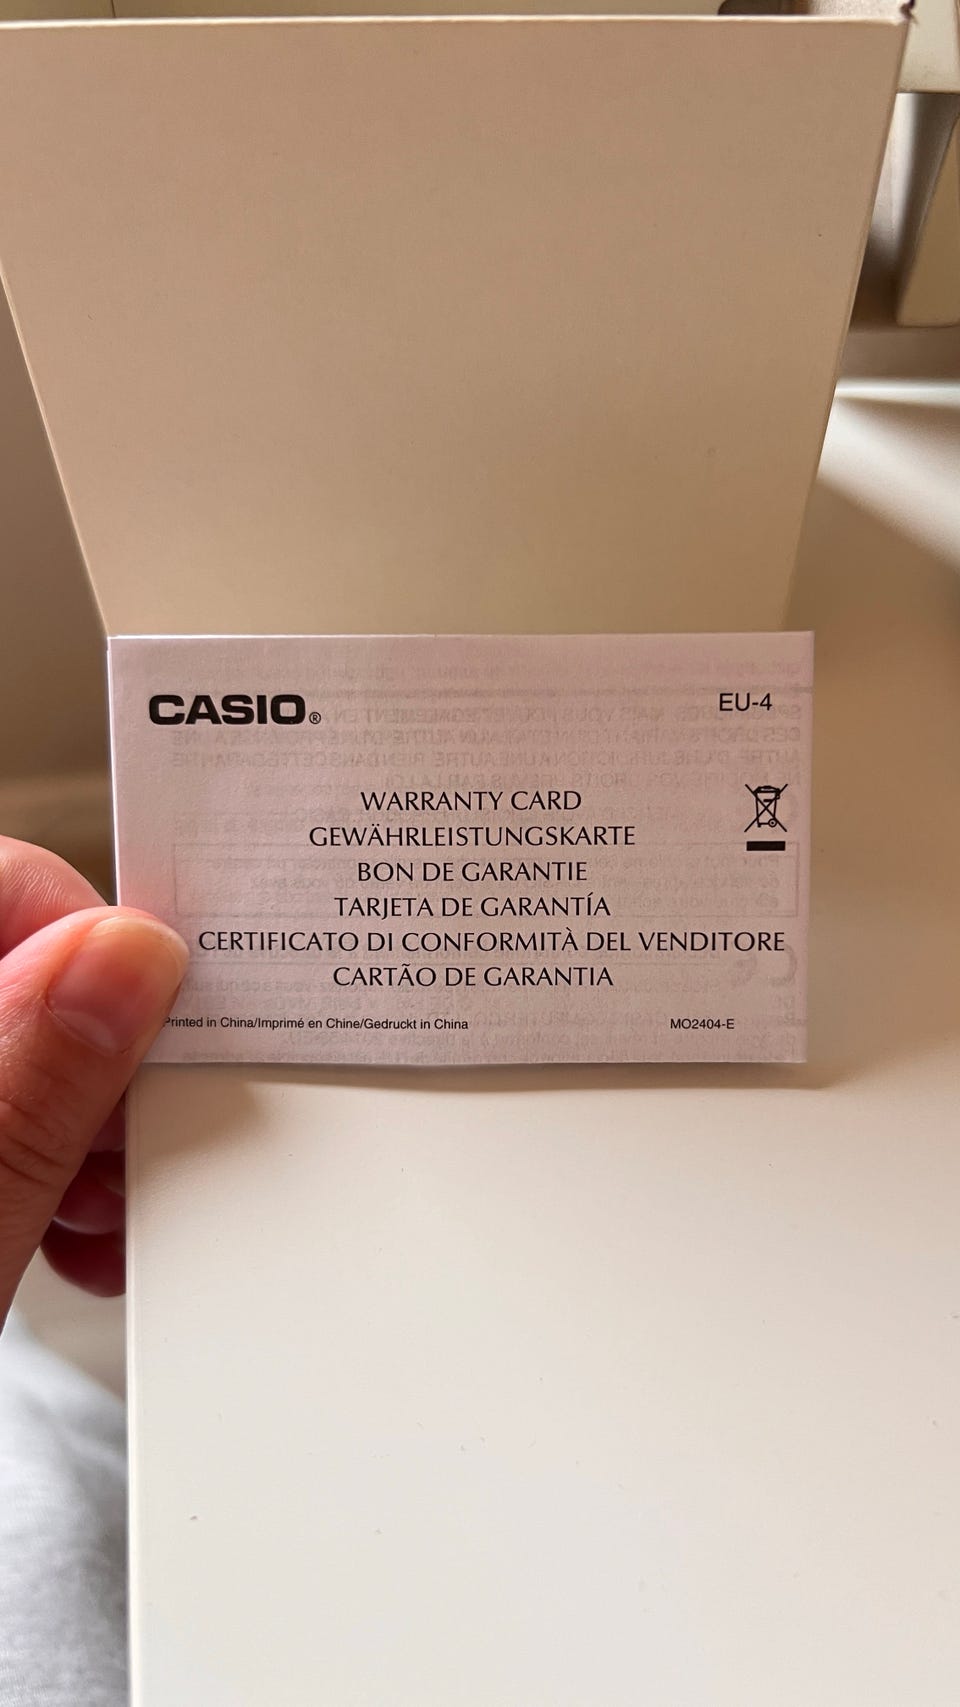 CASIO®
EU-4
WARRANTY CARD
GEWÄHRLEISTUNGSKARTE
BON DE GARANTIE
TARJETA DE GARANTÍA
CERTIFICATO DI CONFORMITÀ DEL VENDITORE
CARTÃO DE GARANTIA
Printed in China/Imprimé en Chine/Gedruckt in China
MO2404-E